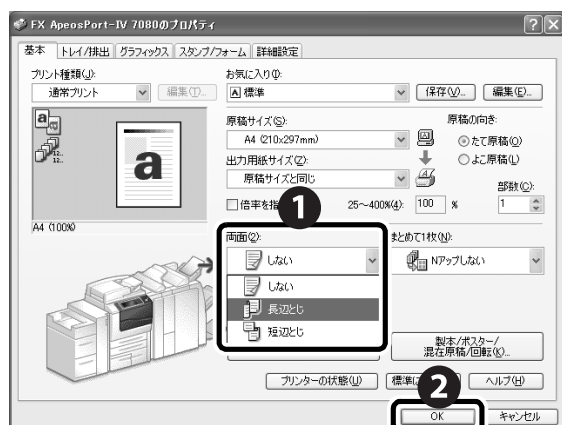 FX ApeosPort-IV 7080のプロパティ
基本 トレイ/排出 グラフィックス スタンプ/フォーム 詳細設定
プリント種類(J):
お気に入り(I):
通常プリント
編集(T)...
標準
保存(V)...
編集(E)...
原稿サイズ(S):
原稿の向き:
A4 (210x297mm)
たて原稿(O)
出力用紙サイズ(Z):
よこ原稿(L)
原稿サイズと同じ
部数(C):
倍率を指
25~400%(4):
100
%
1
a
a
12..
12..
A4 (100%)
1
両面(2):
まとめて1枚(N):
しない
Nアップしない
しない
長辺とじ
短辺とじ
製本/ポスター/
混在原稿/回転(K)...
プリンターの状態(U)
標準に
ヘルプ(H)
2
OK
キャンセル